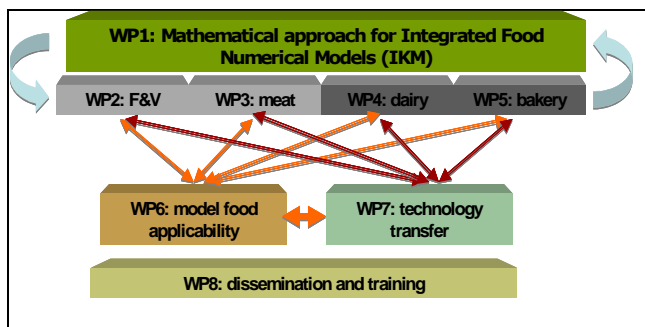 WP1: Mathematical approach for Integrated Food
Numerical Models (IKM)
WP2: F&V WP3: meat WP4: dairy WP5: bakery
WP6: model food WP7: technology
applicability transfer
WP8: dissemination and training